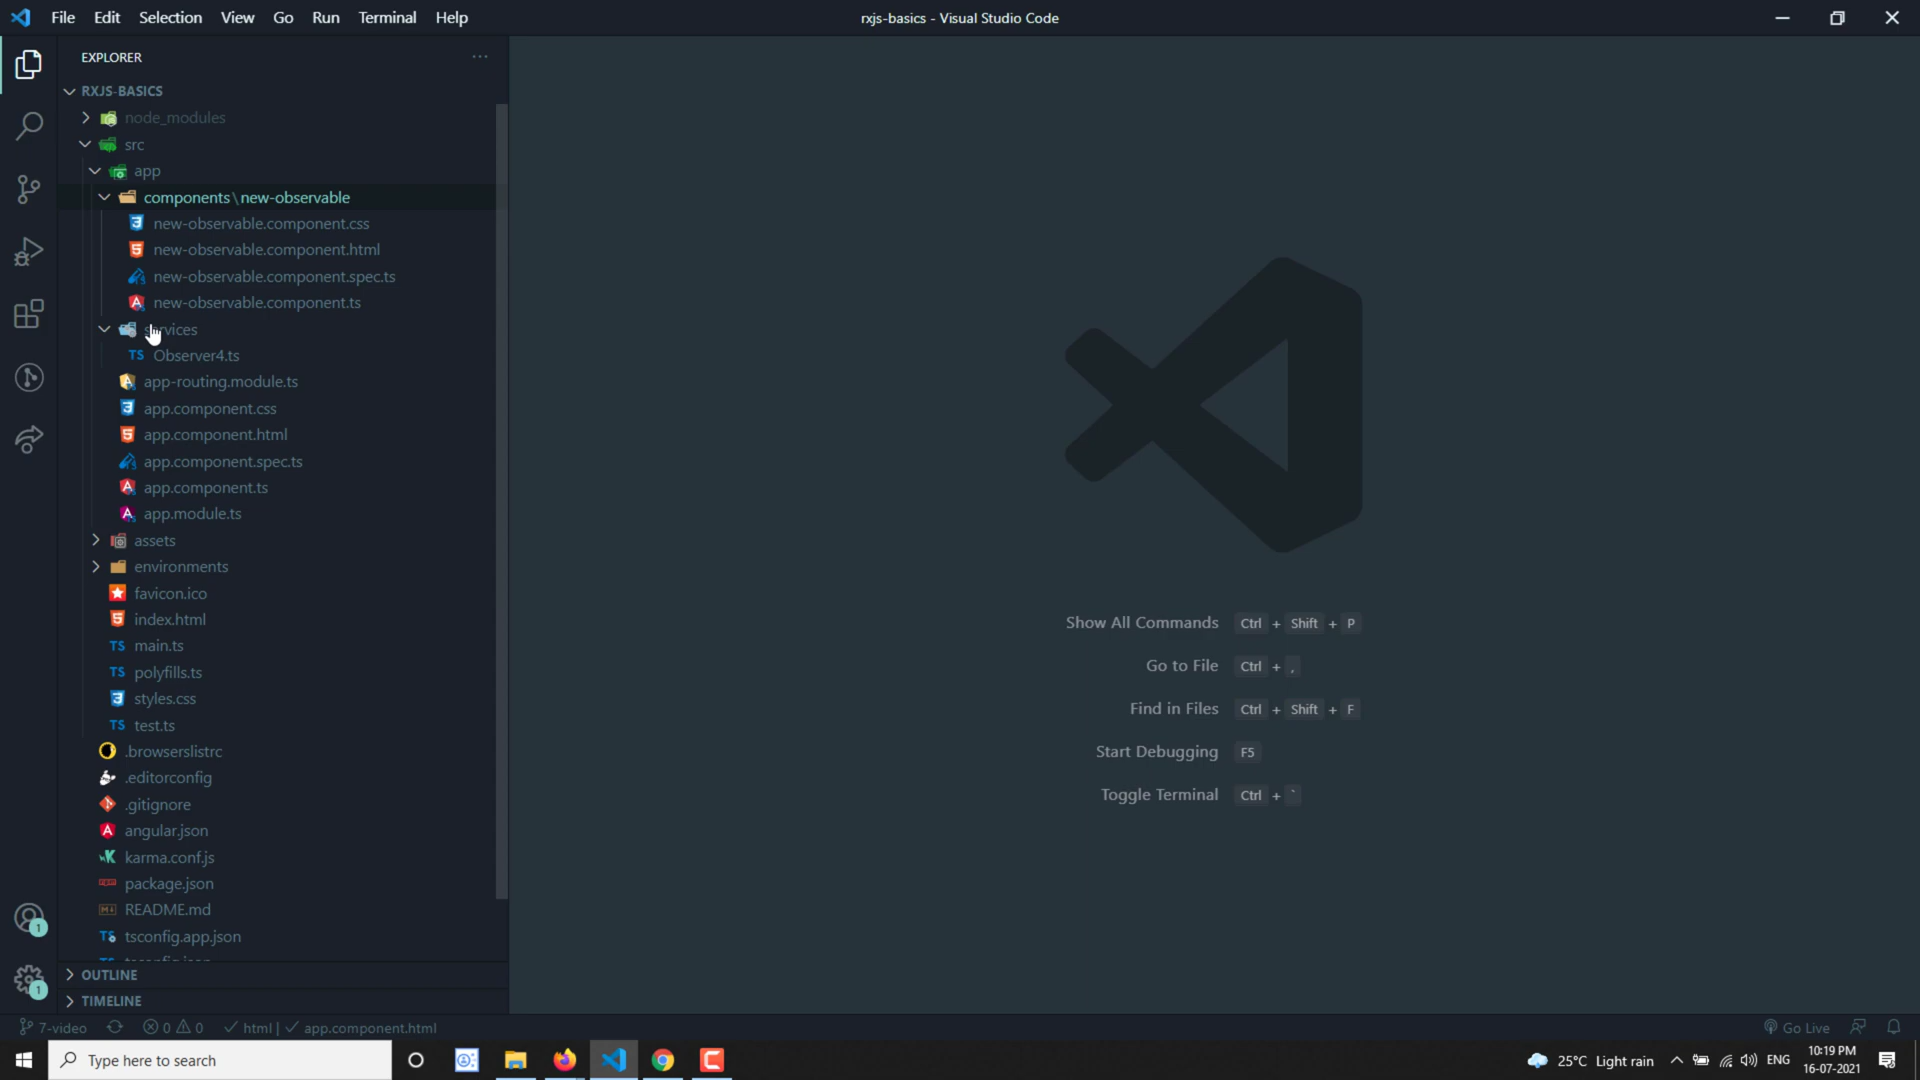 File Edit Selection View Go Run Terminal Help
rxjs-basics - Visual Studio Code
EXPLORER
RXJS-BASICS
node_modules
src
app
components\new-observable
new-observable.component.css
new-observable.component.html
new-observable.component.spec.ts
new-observable.component.ts
services
TS Observer4.ts
app-routing.module.ts
app.component.css
app.component.html
app.component.spec.ts
app.component.ts
app.module.ts
assets
environments
favicon.ico
index.html
TS main.ts
TS polyfills.ts
styles.css
TS test.ts
.browserslistrc
.editorconfig
.gitignore
angular.json
karma.conf.js
package.json
README.md
TS tsconfig.app.json
OUTLINE
TIMELINE
Show All Commands Ctrl + Shift + P
Go to File Ctrl + ,
Find in Files Ctrl + Shift + F
Start Debugging F5
Toggle Terminal Ctrl + `
1
1
7-video 0 0 html | app.component.html Go Live
Type here to search
25°C Light rain ENG 10:19 PM
16-07-2021